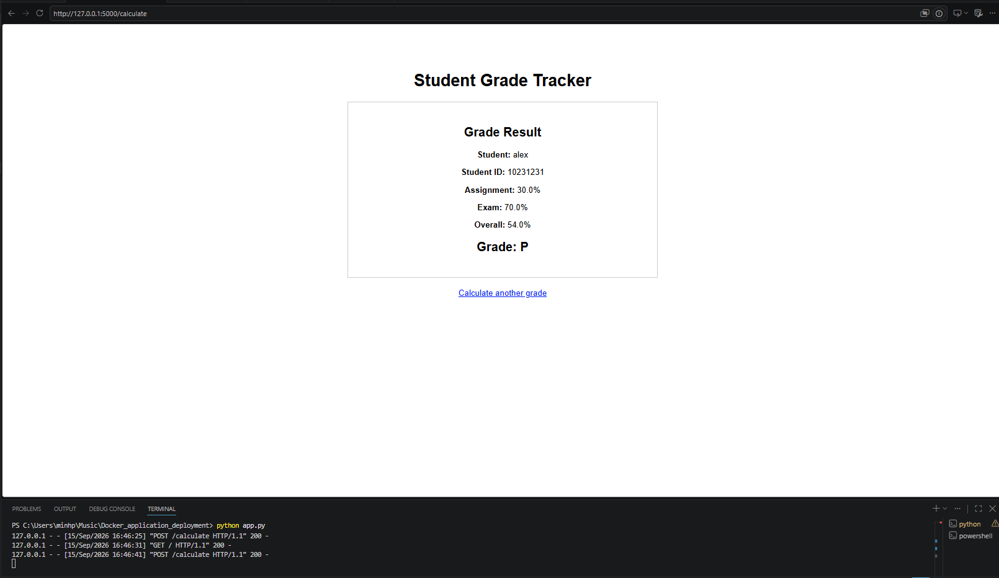 http://127.0.0.1:5000/calculate
Student Grade Tracker
Grade Result
Student: alex
Student ID: 10231231
Assignment: 30.0%
Exam: 70.0%
Overall: 54.0%
Grade: P
Calculate another grade
PROBLEMS OUTPUT DEBUG CONSOLE TERMINAL
PS C:\Users\minhp\Music\Docker_application_deployment> python app.py
127.0.0.1 - - [15/Sep/2026 16:46:25] "POST /calculate HTTP/1.1" 200 -
127.0.0.1 - - [15/Sep/2026 16:46:31] "GET / HTTP/1.1" 200 -
127.0.0.1 - - [15/Sep/2026 16:46:41] "POST /calculate HTTP/1.1" 200 -
python
powershell